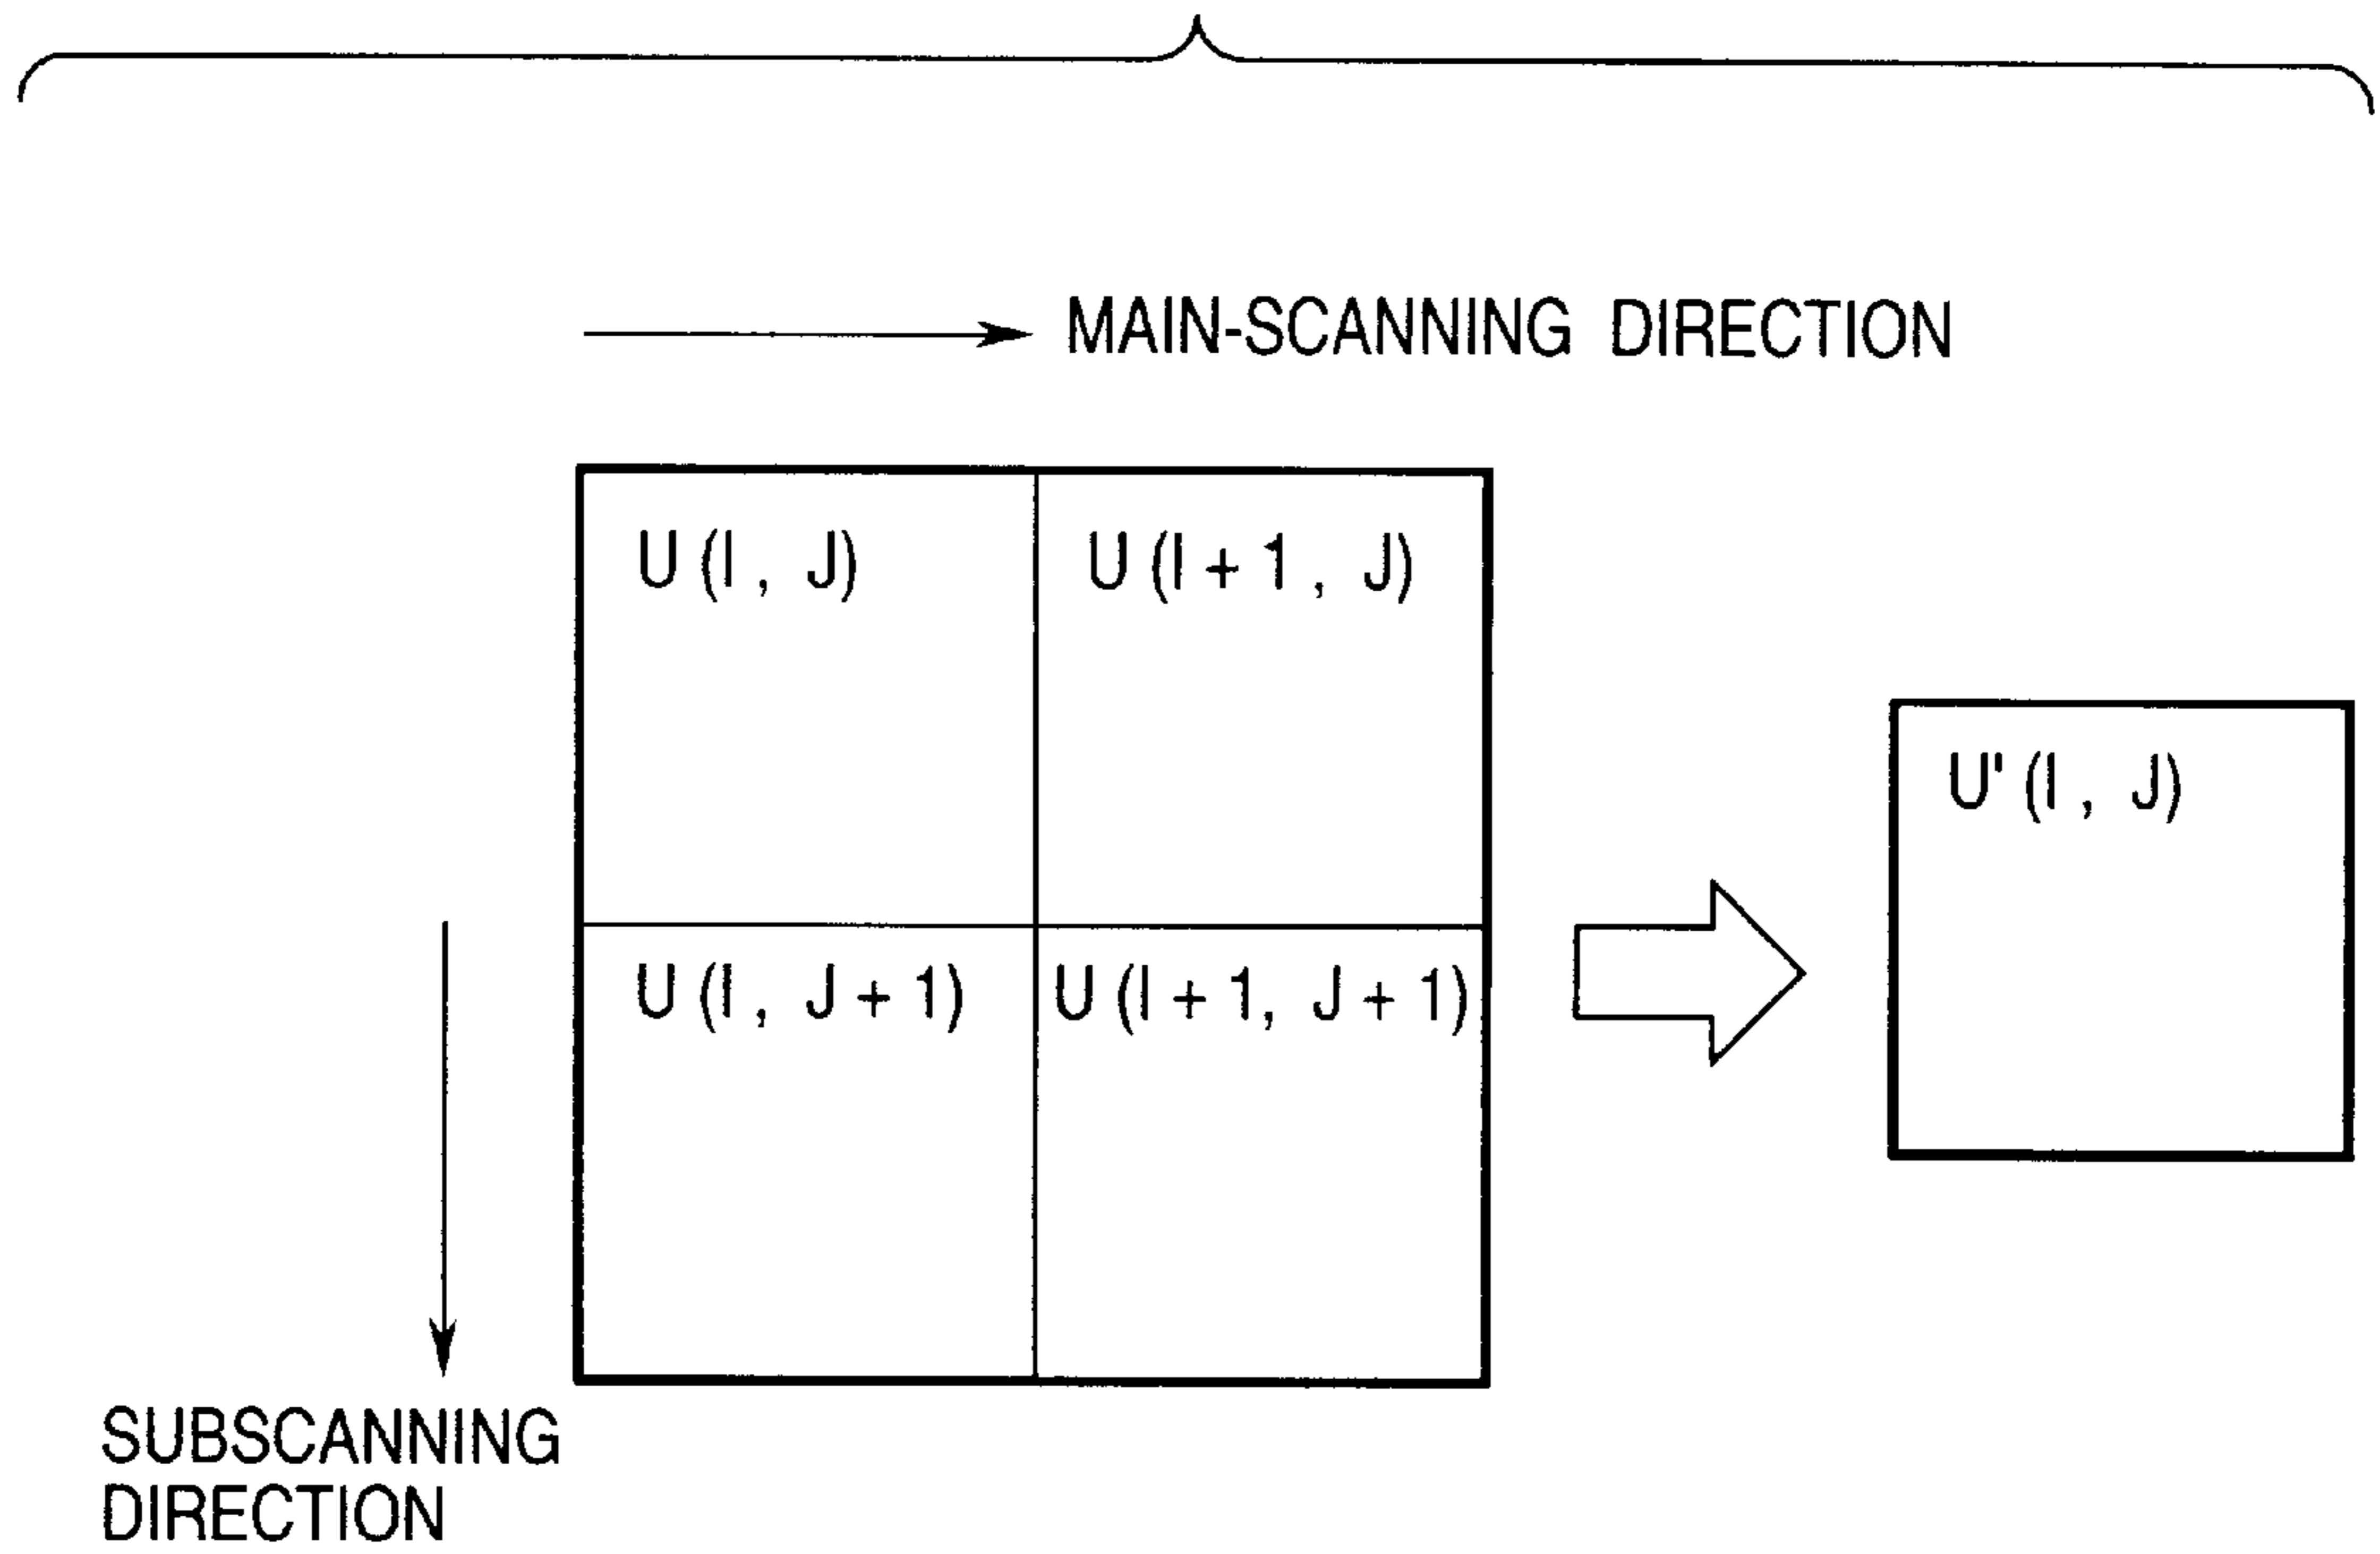 MAIN-SCANNING DIRECTION
U (I , J)
U (I + 1 , J)
U' (I , J)
U (I , J + 1)
U (I + 1, J + 1)
SUBSCANNING
DIRECTION